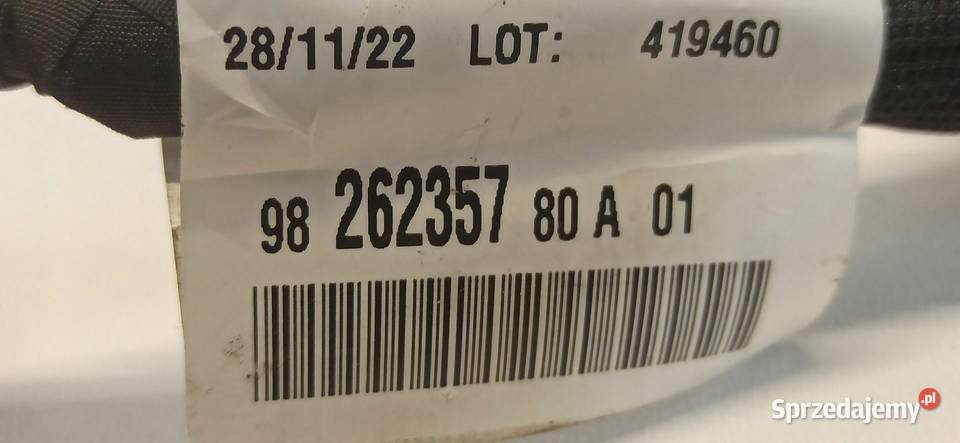 28/11/22 LOT: 419460
98 262357 80 A 01
Sprzedajemy.pl